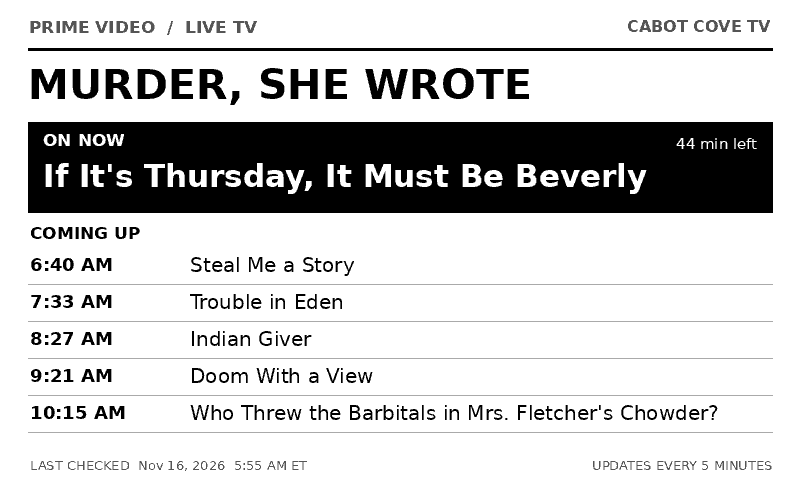 PRIME VIDEO / LIVE TV CABOT COVE TV
MURDER, SHE WROTE
ON NOW 44 min left
If It's Thursday, It Must Be Beverly
COMING UP
6:40 AM Steal Me a Story
7:33 AM Trouble in Eden
8:27 AM Indian Giver
9:21 AM Doom With a View
10:15 AM Who Threw the Barbitals in Mrs. Fletcher's Chowder?
LAST CHECKED Nov 16, 2026 5:55 AM ET UPDATES EVERY 5 MINUTES